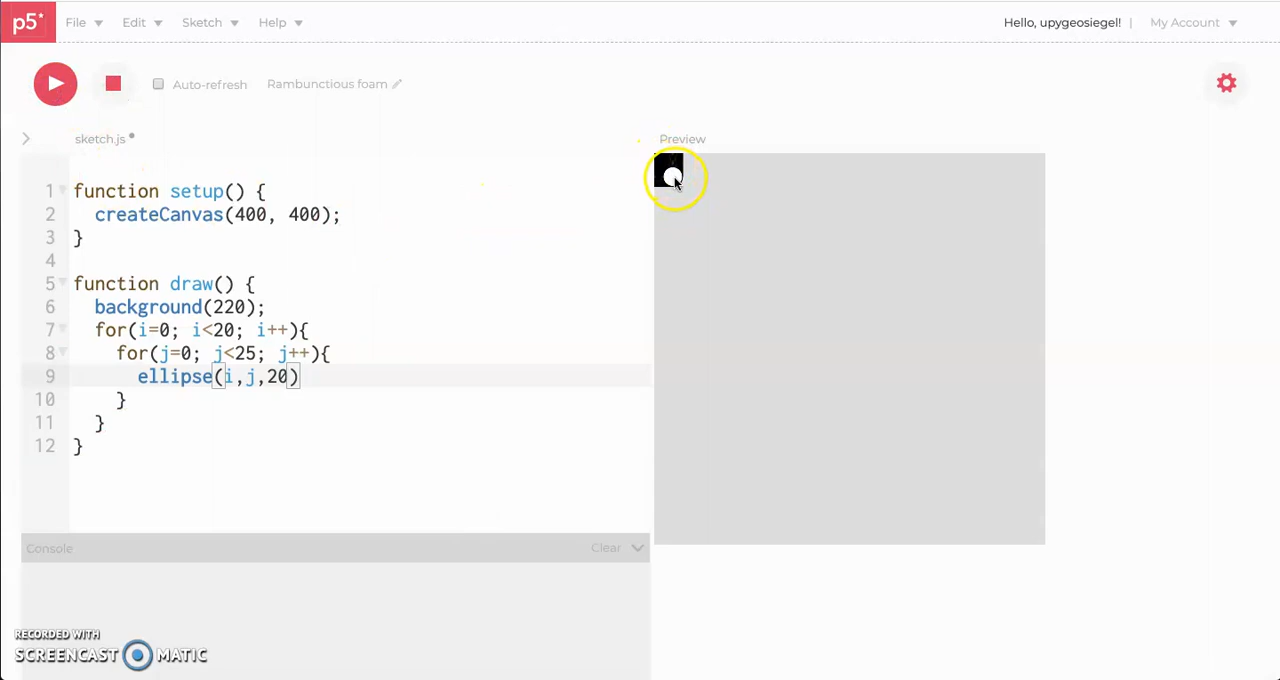 p5* File Edit Sketch Help Hello, upygeosiegel! | My Account
Auto-refresh Rambunctious foam
sketch.js Preview
1 function setup() {
2 createCanvas(400, 400);
3 }
4
5 function draw() {
6 background(220);
7 for(i=0; i<20; i++){
8 for(j=0; j<25; j++){
9 ellipse(i,j,20)
10 }
11 }
12 }
Console Clear
RECORDED WITH
SCREENCAST MATIC